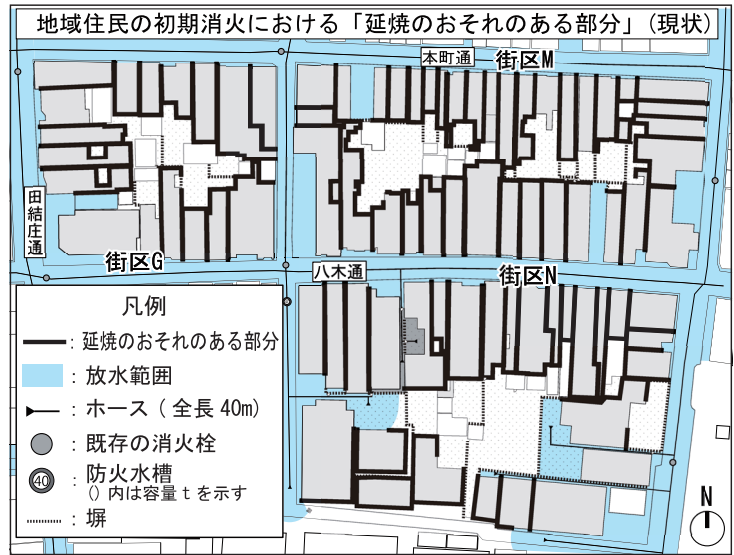 地域住民の初期消火における「延焼のおそれのある部分」(現状)
本町通
街区M
田結庄通
街区G
八木通
街区N
凡例
：延焼のおそれのある部分
：放水範囲
：ホース（全長40m）
：既存の消火栓
40
：防火水槽
()内は容量tを示す
：塀
N